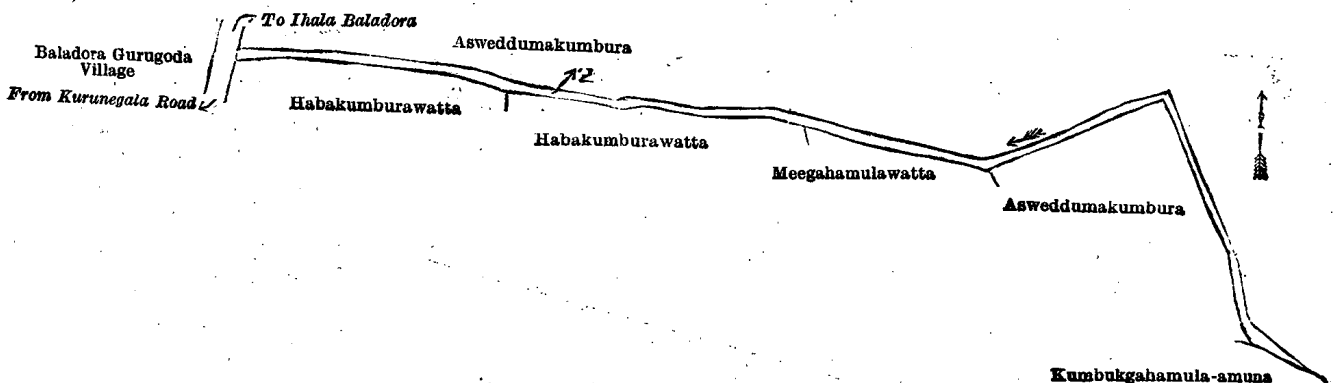 To Ihala Baladora
Baladora Gurugoda
Village
From Kurunegala Road
Asweddumakumbura
Habakumburawatta
Habakumburawatta
Meegahamulawatta
Asweddumakumbura
Kumbukgahamula-amuna